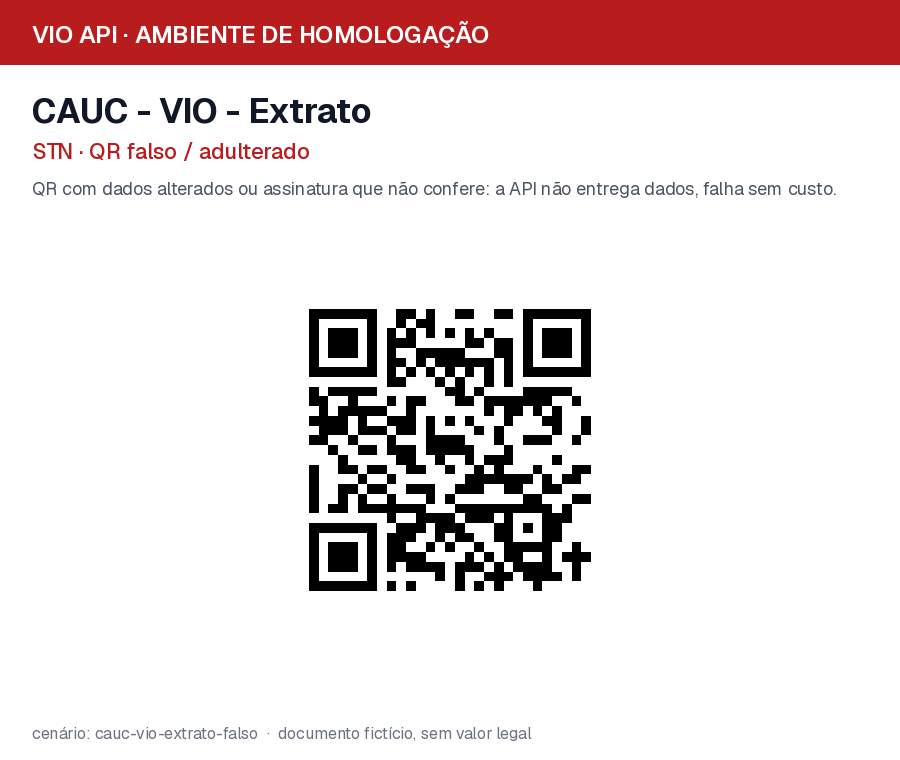 VIO API · AMBIENTE DE HOMOLOGAÇÃO
CAUC - VIO - Extrato
STN · QR falso / adulterado
QR com dados alterados ou assinatura que não confere: a API não entrega dados, falha sem custo.
cenário: cauc-vio-extrato-falso · documento fictício, sem valor legal